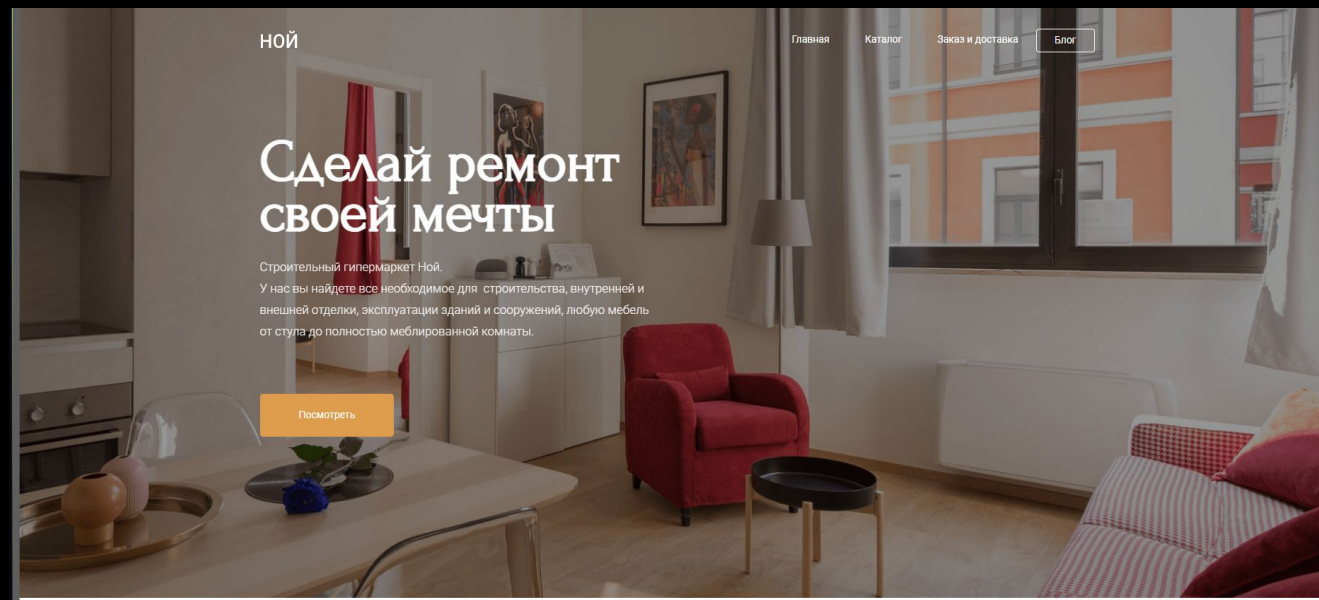 НОЙ
Главная
Каталог
Заказ и доставка
Блог
Сделай ремонт
своей мечты
Строительный гипермаркет Ной.
У нас вы найдете все необходимое для строительства, внутренней и
внешней отделки, эксплуатации зданий и сооружений, любую мебель
от стула до полностью меблированной комнаты.
Посмотреть